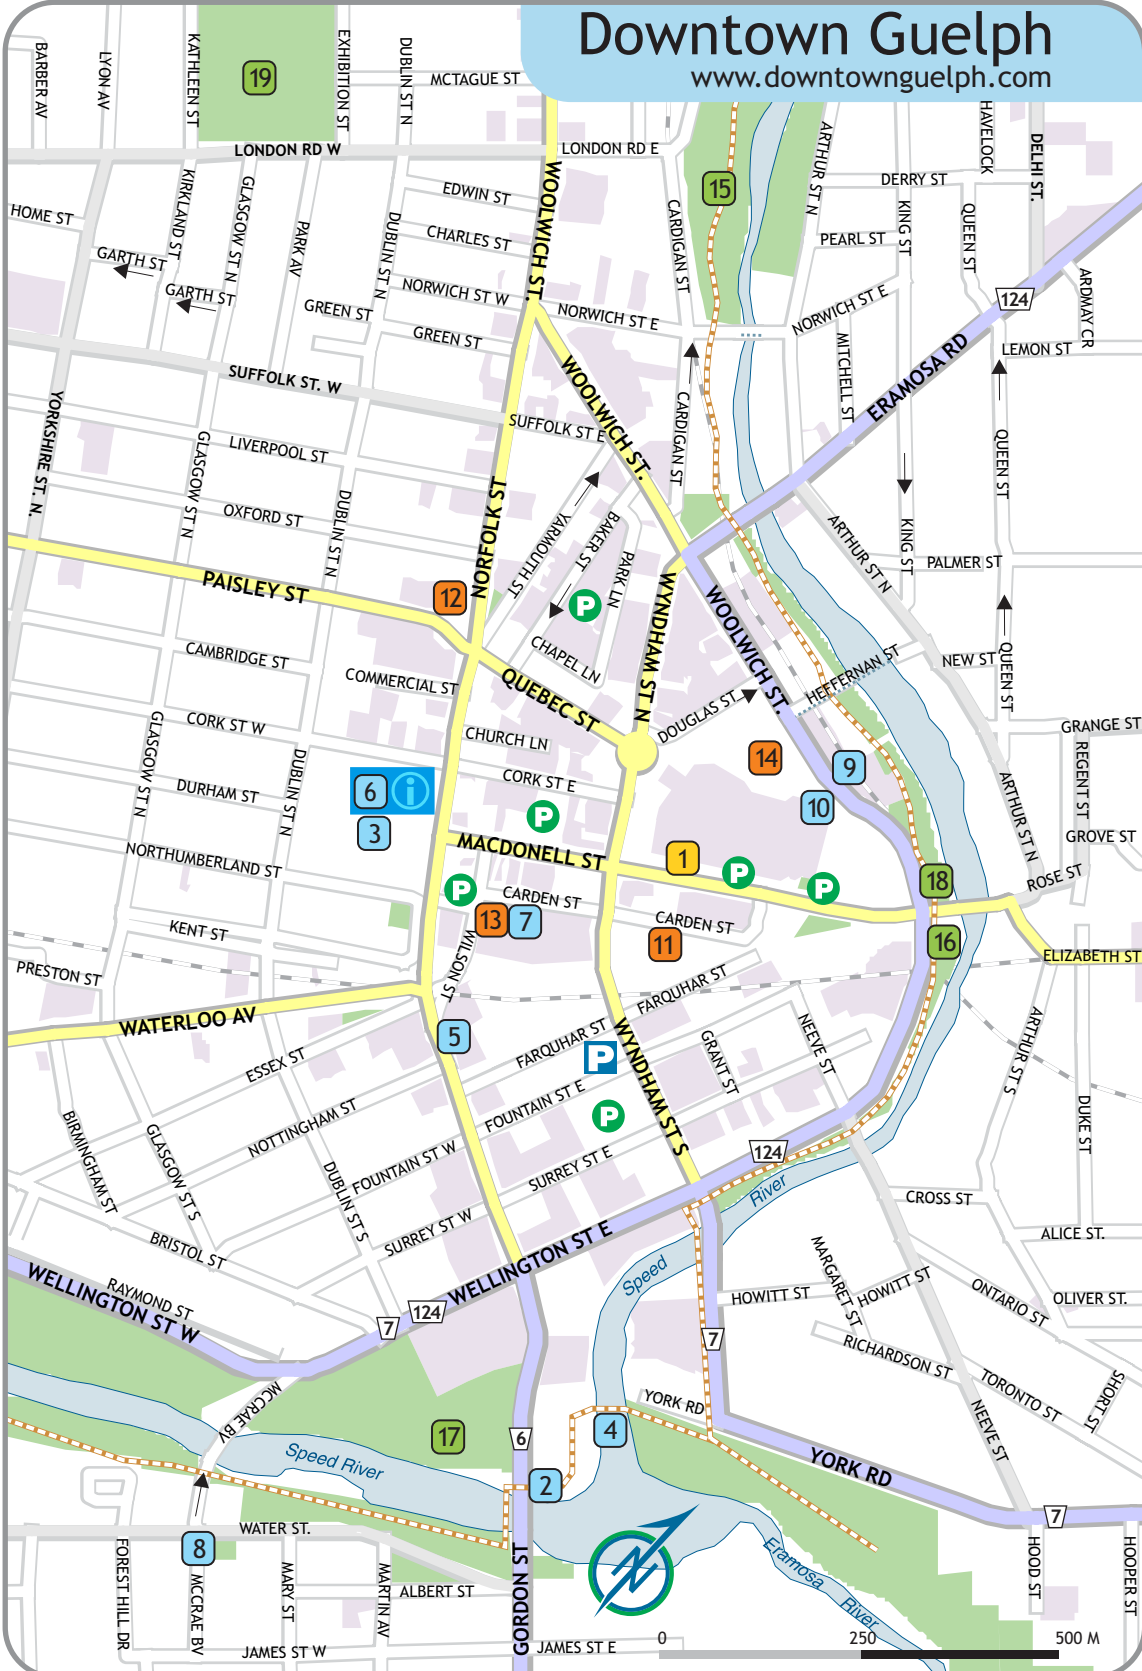 Downtown Guelph
www.downtownguelph.com
BARBER AV
LYON AV
KATHLEEN ST
19
EXHIBITION ST
DUBLIN ST N
MCTAGUE ST
LONDON RD W
LONDON RD E
WOOLWICH ST.
EDWIN ST
CHARLES ST
NORWICH ST W
NORWICH ST E
GREEN ST
GREEN ST
HOME ST
GARTH ST
GARTH ST
KIRKLAND ST
GLASGOW ST N
PARK AV
DUBLIN ST N
CARDIGAN ST
15
ARTHUR ST N
HAVELOCK
DELHI ST.
DERRY ST
KING ST
QUEEN ST
PEARL ST
NORWICH ST E
MITCHELL ST
124
ARDMAY CR
LEMON ST
ERAMOSA RD
SUFFOLK ST. W
SUFFOLK ST E
WOOLWICH ST.
CARDIGAN ST
YORKSHIRE ST. N.
LIVERPOOL ST
GLASGOW ST N
OXFORD ST
DUBLIN ST N
NORFOLK ST
YARMOUTH ST
BAKER ST
PARK LN
P
CHAPEL LN
QUEEN ST
KING ST
ARTHUR ST N
PALMER ST
PAISLEY ST
12
WYNDHAM ST N
WOOLWICH ST.
HEFFERNAN ST
NEW ST
QUEEN ST
CAMBRIDGE ST
COMMERCIAL ST
QUEBEC ST
DOUGLAS ST
CORK ST W
CHURCH LN
CORK ST E
GRANGE ST
REGENT ST
GLASGOW ST N
DUBLIN ST N
14
9
10
ARTHUR ST N
GROVE ST
DURHAM ST
6
i
3
P
MACDONELL ST
1
P
P
18
ROSE ST
NORTHUMBERLAND ST
P
CARDEN ST
13
7
CARDEN ST
11
16
KENT ST
WILSON ST
PRESTON ST
ELIZABETH ST
FARQUHAR ST
WATERLOO AV
5
FARQUHAR ST
P
WYNDHAM ST S
GRANT ST
NEEVE ST
ARTHUR ST S
ESSEX ST
FOUNTAIN ST E
P
NOTTINGHAM ST
BIRMINGHAM ST
GLASGOW ST S
DUBLIN ST S
FOUNTAIN ST W
SURREY ST E
124
DUKE ST
River
CROSS ST
SURREY ST W
ALICE ST.
BRISTOL ST
WELLINGTON ST E
Speed
MARGARET ST
HOWITT ST
HOWITT ST
ONTARIO ST
OLIVER ST.
WELLINGTON ST W
RAYMOND ST
124
7
7
RICHARDSON ST
TORONTO ST
SHORT ST
NEEVE ST
MCCRAE BV
YORK RD
17
6
4
Speed River
YORK RD
2
7
WATER ST.
8
Eramosa
River
FOREST HILL DR
MCCRAE BV
MARY ST
MARTIN AV
ALBERT ST
GORDON ST
HOOD ST
HOOPER ST
JAMES ST W
JAMES ST E
0
250
500 M